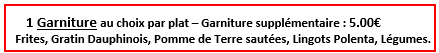 1 Garniture au choix par plat – Garniture supplémentaire : 5.00€
Frites, Gratin Dauphinois, Pomme de Terre sautées, Lingots Polenta, Légumes.